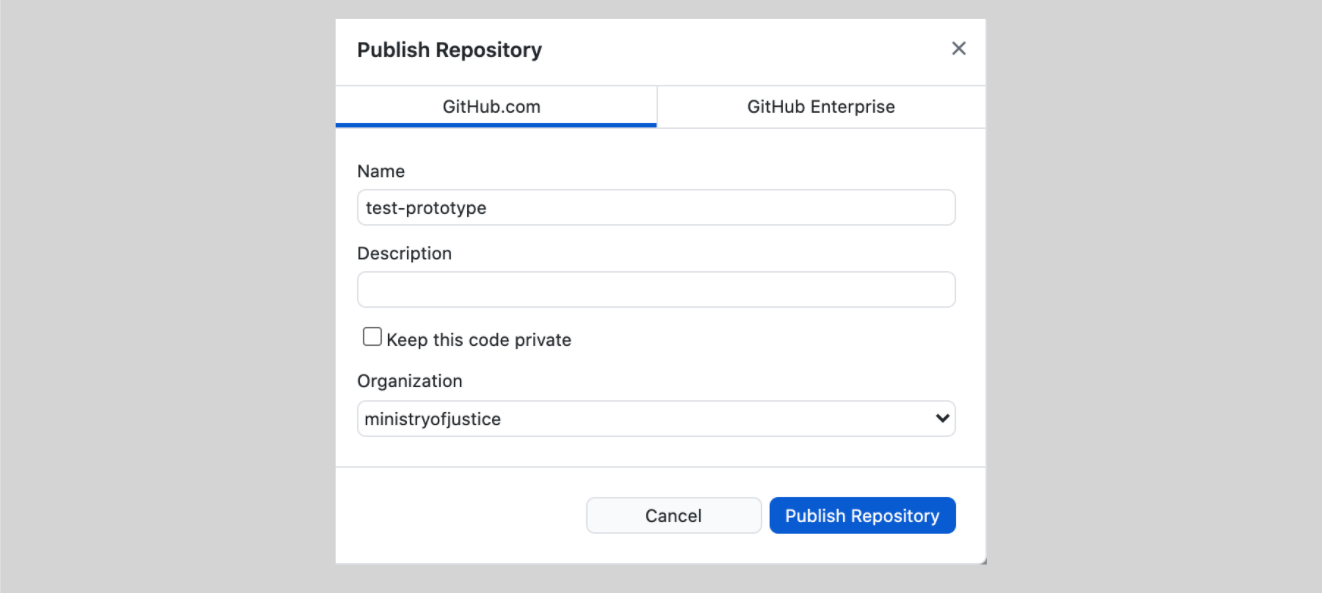 Publish Repository
GitHub.com
GitHub Enterprise
Name
test-prototype
Description
Keep this code private
Organization
ministryofjustice
Cancel
Publish Repository